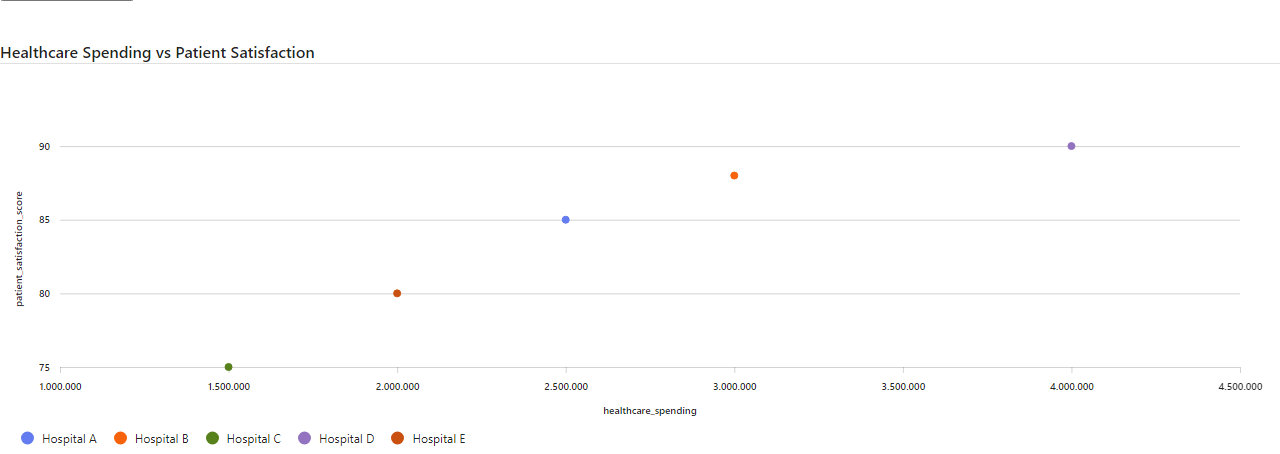 Healthcare Spending vs Patient Satisfaction
90
85
80
75
patient_satisfaction_score
1.000.000 1.500.000 2.000.000 2.500.000 3.000.000 3.500.000 4.000.000 4.500.000
healthcare_spending
Hospital A Hospital B Hospital C Hospital D Hospital E